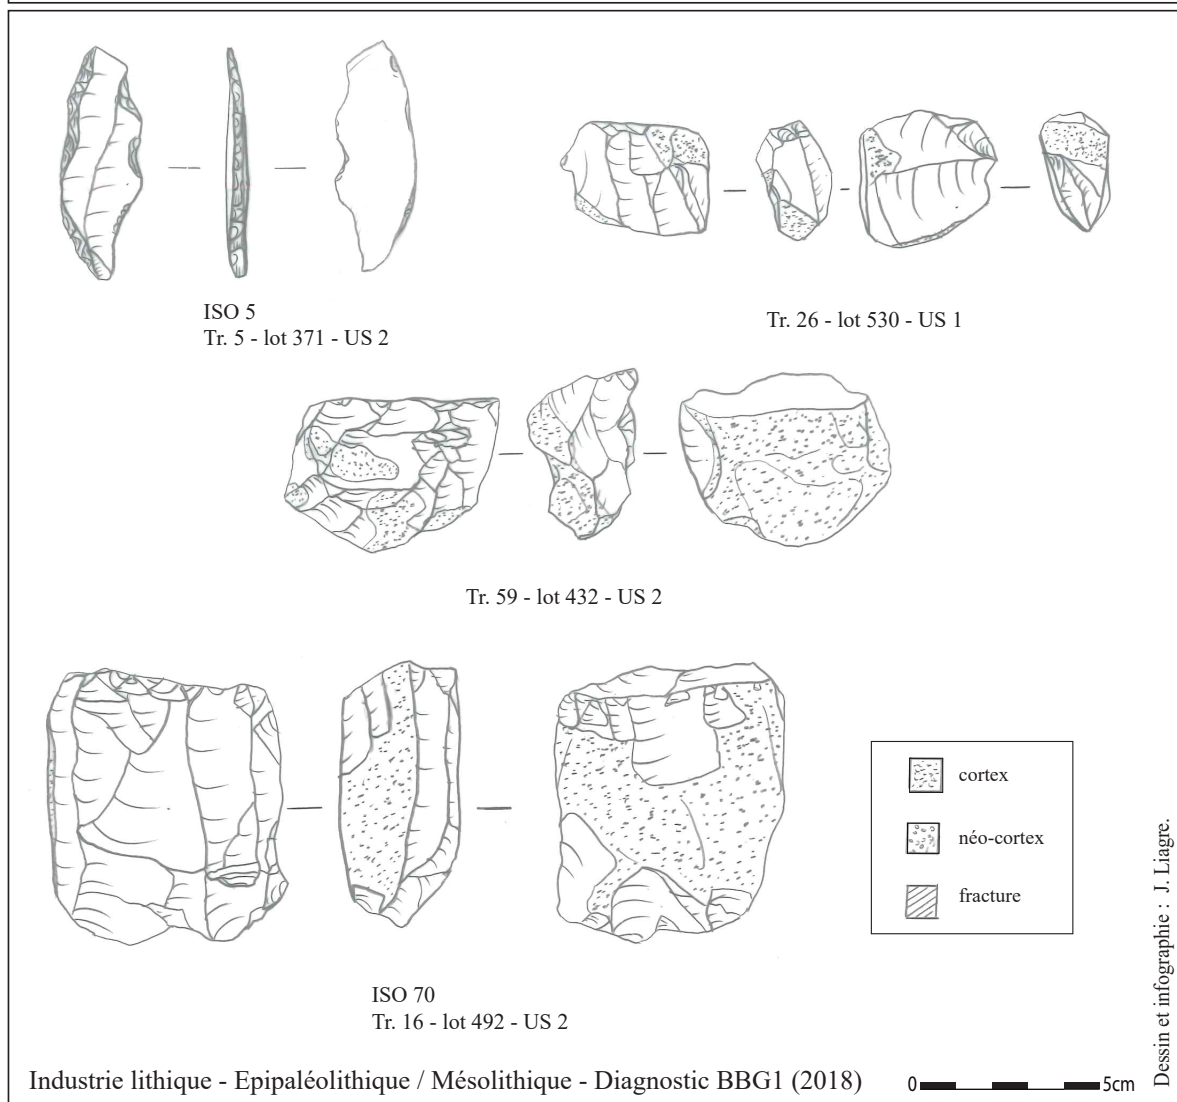 ISO 5
Tr. 5 - lot 371 - US 2
Tr. 26 - lot 530 - US 1
Tr. 59 - lot 432 - US 2
ISO 70
Tr. 16 - lot 492 - US 2
cortex
néo-cortex
fracture
Dessin et infographie : J. Liagre.
Industrie lithique - Epipaléolithique / Mésolithique - Diagnostic BBG1 (2018)
0 5cm